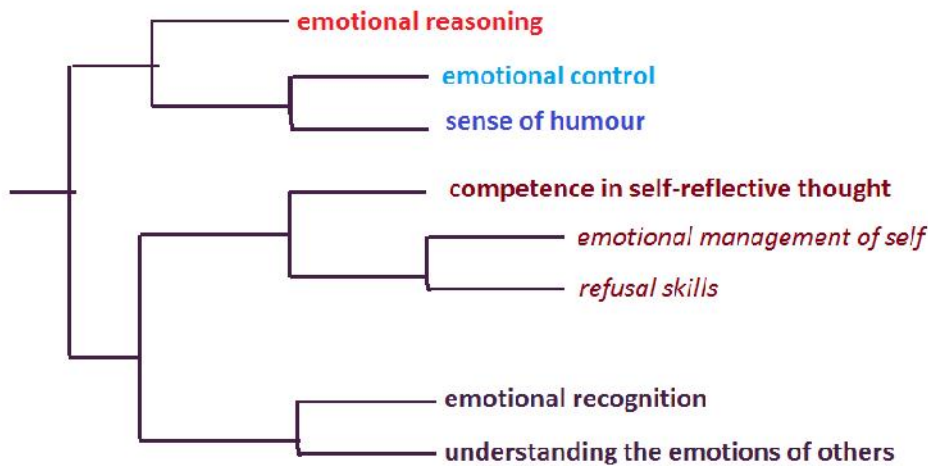 emotional reasoning
emotional control
sense of humour
competence in self-reflective thought
emotional management of self
refusal skills
emotional recognition
understanding the emotions of others